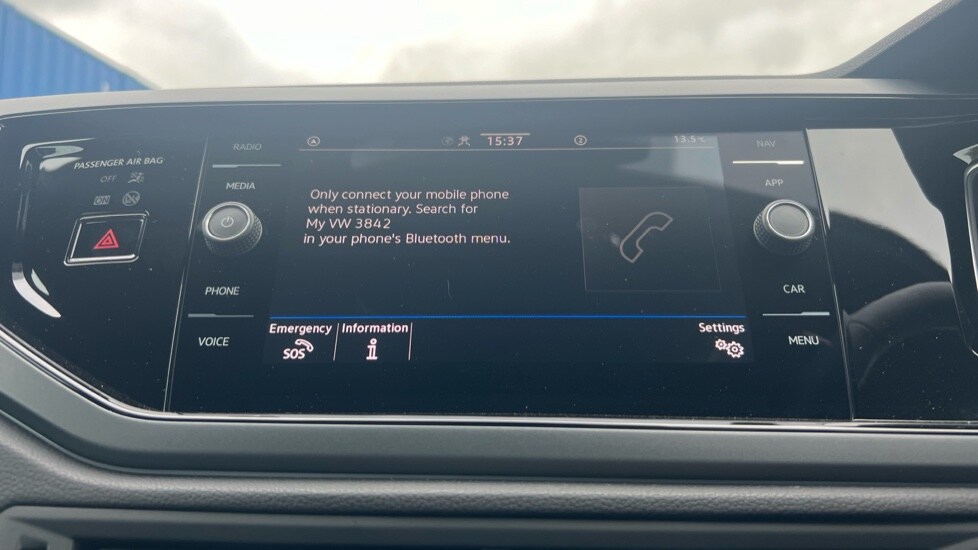 PASSENGER AIR BAG
OFF
ON
RADIO
MEDIA
PHONE
VOICE
15:37
2
13.5°C
Only connect your mobile phone
when stationary. Search for
My VW 3842
in your phone's Bluetooth menu.
Emergency
SOS
Information
i
Settings
NAV
APP
CAR
MENU